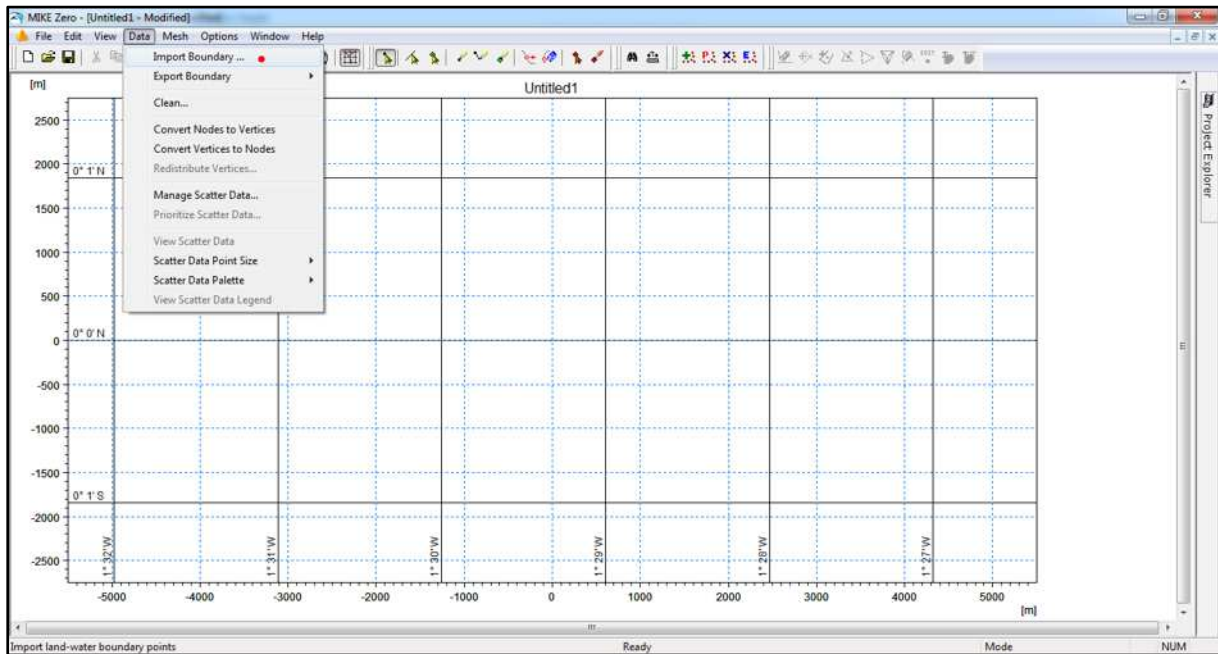 MIKE Zero - [Untitled1 - Modified]
File Edit View Data Mesh Options Window Help
Import Boundary ...
Export Boundary
Clean...
Convert Nodes to Vertices
Convert Vertices to Nodes
Redistribute Vertices...
Manage Scatter Data...
Prioritize Scatter Data...
View Scatter Data
Scatter Data Point Size
Scatter Data Palette
View Scatter Data Legend
Project Explorer
[m]
Untitled1
2500
2000
0° 1' N
1500
1000
500
0° 0' N
0
-500
-1000
-1500
0° 1' S
-2000
-2500
1° 32' W
1° 31' W
1° 30' W
1° 29' W
1° 28' W
1° 27' W
-5000 -4000 -3000 -2000 -1000 0 1000 2000 3000 4000 5000
[m]
Import land-water boundary points Ready Mode NUM